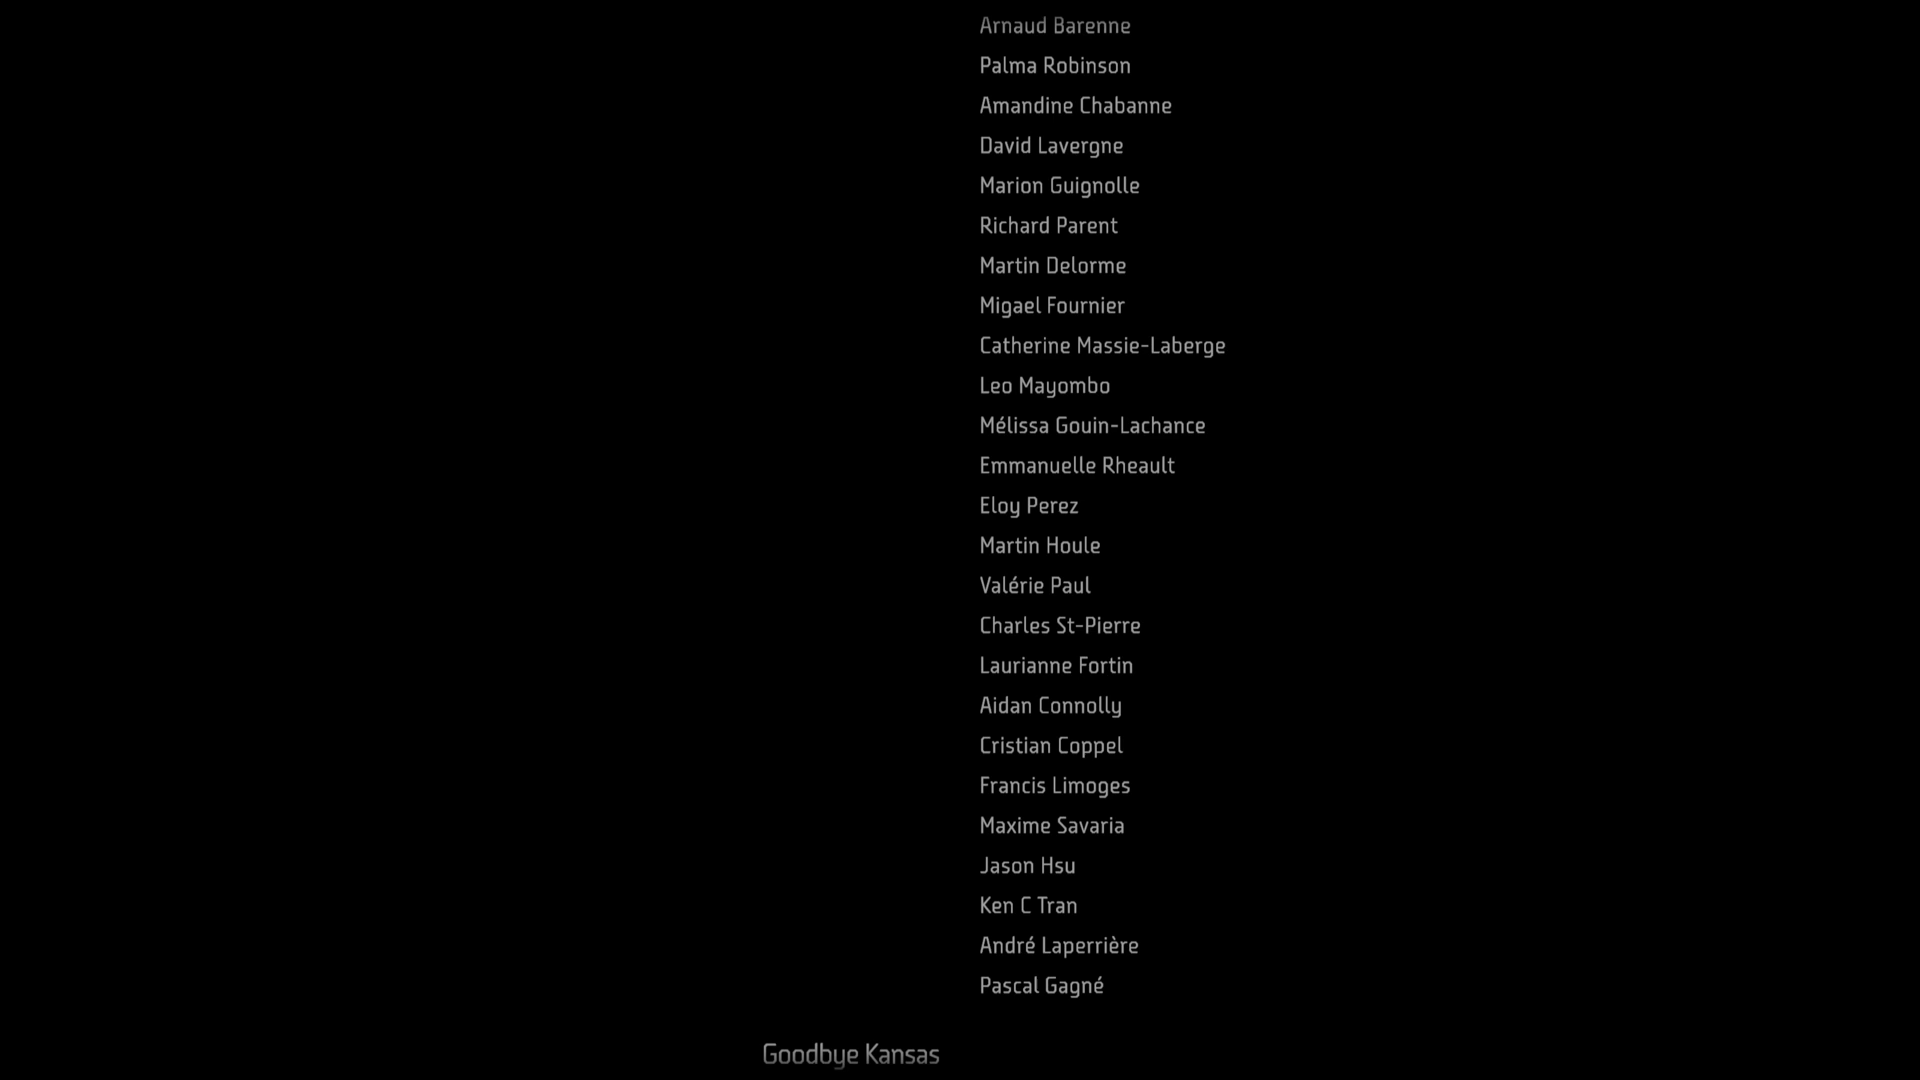 Arnaud Barenne
Palma Robinson
Amandine Chabanne
David Lavergne
Marion Guignolle
Richard Parent
Martin Delorme
Migael Fournier
Catherine Massie-Laberge
Leo Mayombo
Mélissa Gouin-Lachance
Emmanuelle Rheault
Eloy Perez
Martin Houle
Valérie Paul
Charles St-Pierre
Laurianne Fortin
Aidan Connolly
Cristian Coppel
Francis Limoges
Maxime Savaria
Jason Hsu
Ken C Tran
André Laperrière
Pascal Gagné
Goodbye Kansas